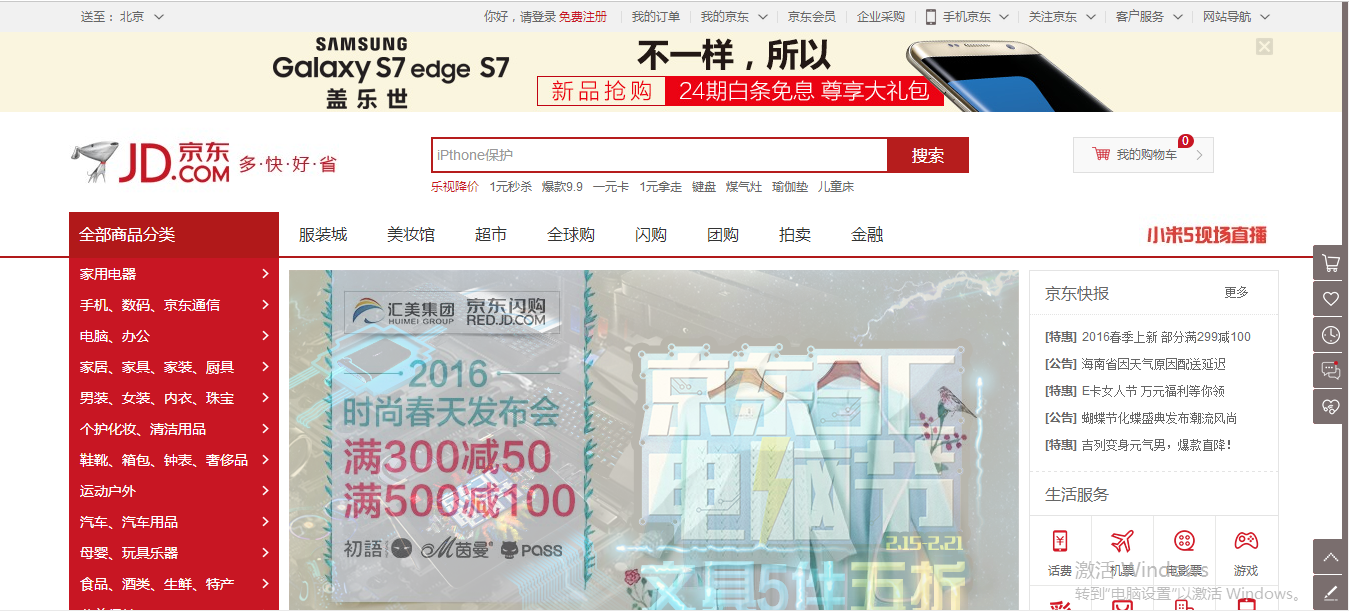 送至：北京
你好，请登录 免费注册 我的订单 我的京东 京东会员 企业采购 手机京东 关注京东 客户服务 网站导航
SAMSUNG
Galaxy S7 edge S7
盖乐世
不一样，所以
新品抢购 24期白条免息 尊享大礼包
JD.COM 京东
多·快·好·省
iPthone保护
搜索
我的购物车 0
乐视降价 1元秒杀 爆款9.9 一元卡 1元拿走 键盘 煤气灶 瑜伽垫 儿童床
全部商品分类 服装城 美妆馆 超市 全球购 闪购 团购 拍卖 金融
小米5现场直播
家用电器
手机、数码、京东通信
电脑、办公
家居、家具、家装、厨具
男装、女装、内衣、珠宝
个护化妆、清洁用品
鞋靴、箱包、钟表、奢侈品
运动户外
汽车、汽车用品
母婴、玩具乐器
食品、酒类、生鲜、特产
汇美集团 京东闪购
HUIMEI GROUP RED.JD.COM
2016
时尚春天发布会
满300减50
满500减100
初語 茵曼 PASS
京东3C
电脑节
2.15-2.21
文具5件五折
京东快报 更多
[特惠] 2016春季上新 部分满299减100
[公告] 海南省因天气原因配送延迟
[特惠] E卡女人节 万元福利等你领
[公告] 蝴蝶节化蝶盛典发布潮流风尚
[特惠] 吉列变身元气男，爆款直降！
生活服务
话费 机票 电影票 游戏
激活 Windows
转到"电脑设置"以激活 Windows。